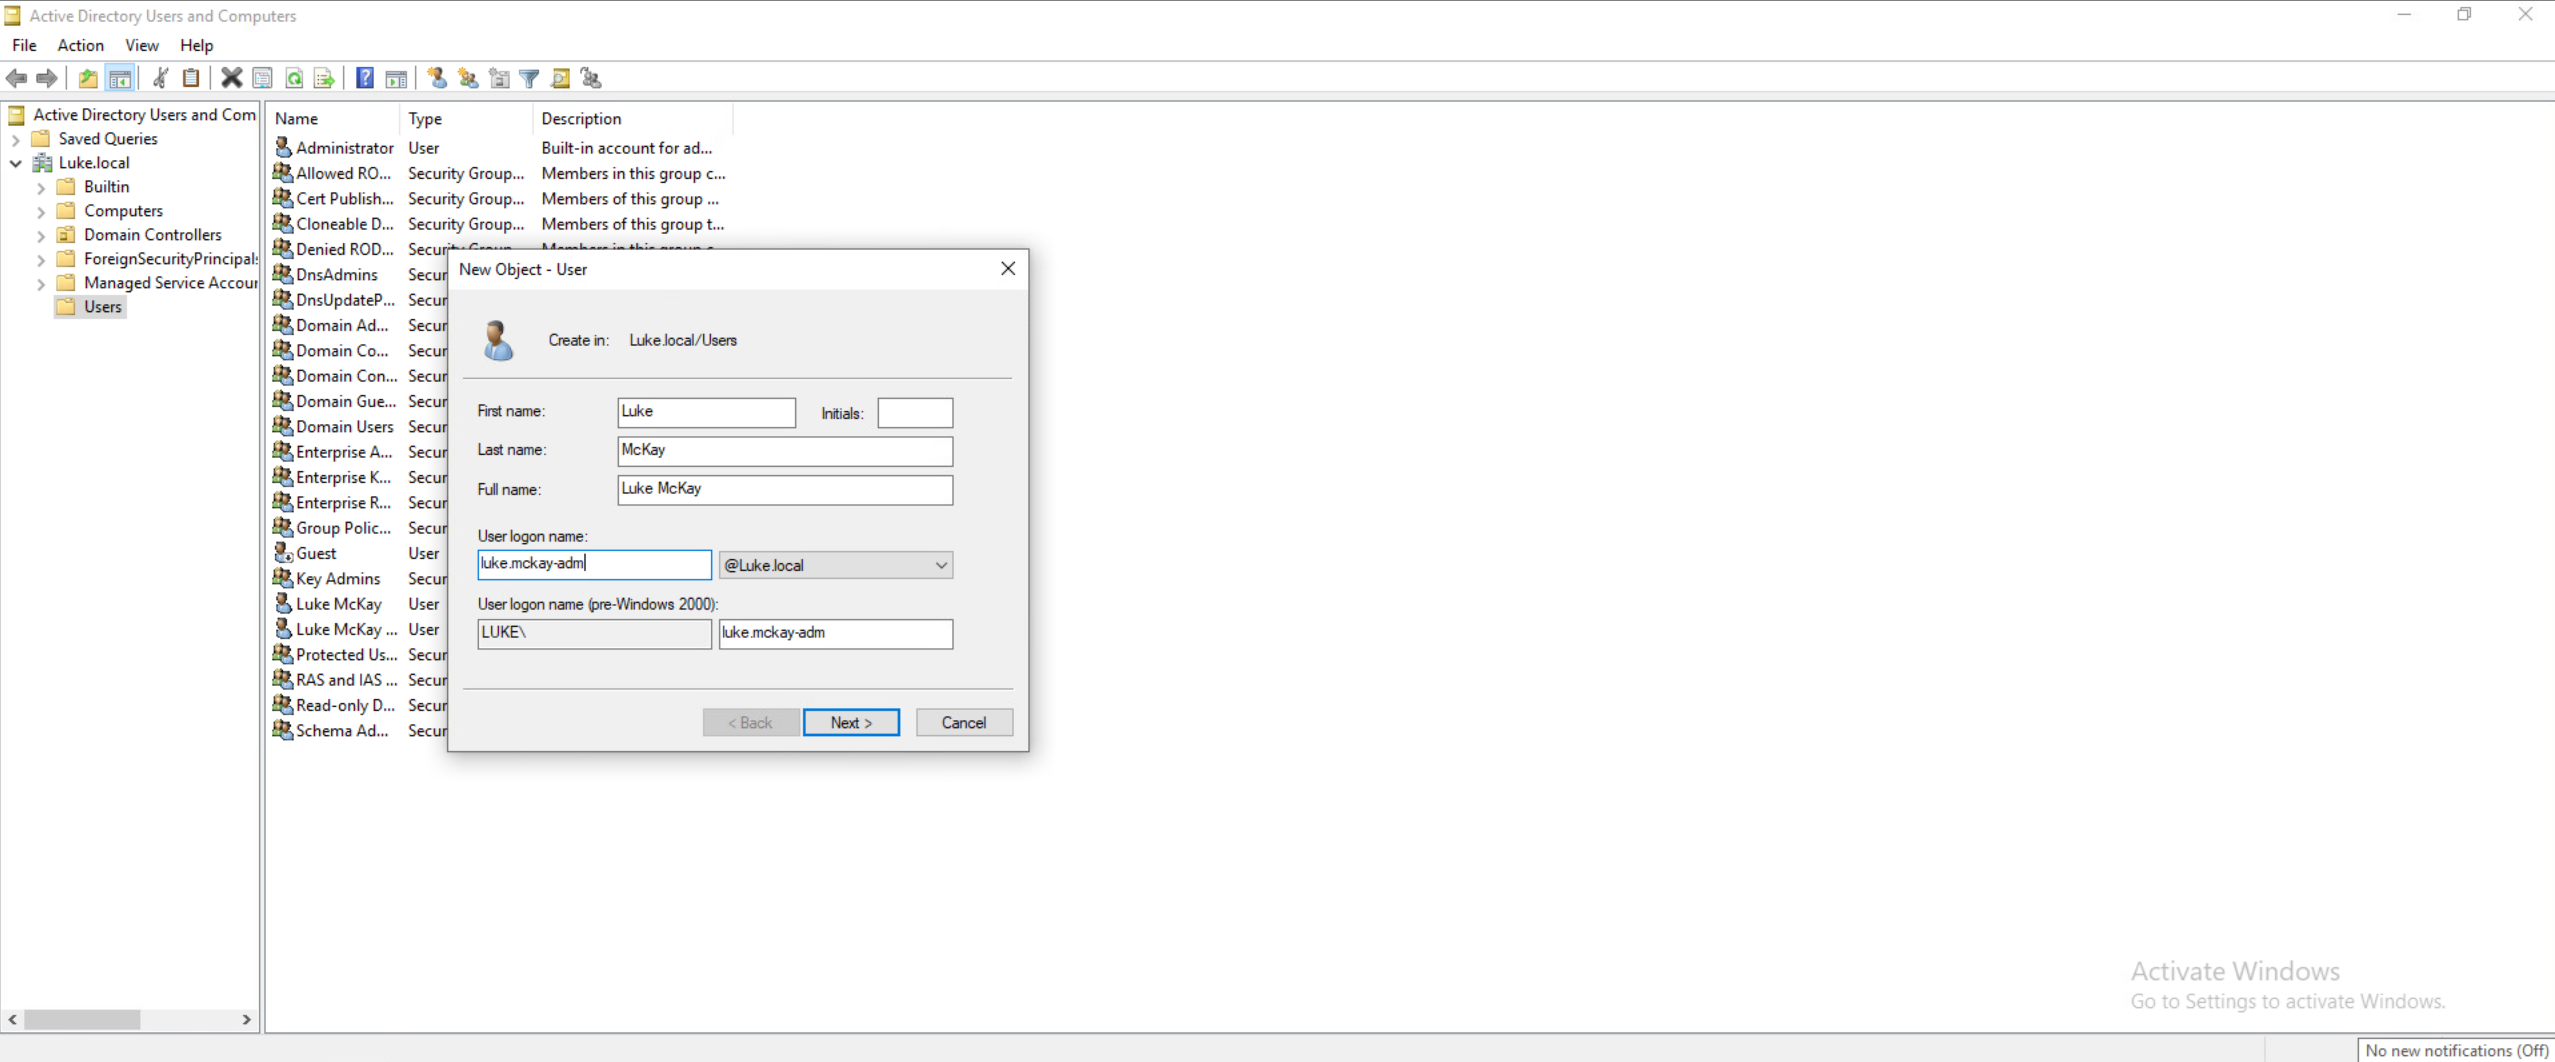 Active Directory Users and Computers
File Action View Help
Active Directory Users and Com
Saved Queries
Luke.local
Builtin
Computers
Domain Controllers
ForeignSecurityPrincipals
Managed Service Accour
Users
Name Type Description
Administrator User Built-in account for ad...
Allowed RO... Security Group... Members in this group c...
Cert Publish... Security Group... Members of this group ...
Cloneable D... Security Group... Members of this group t...
Denied ROD... Security Group... Members in this group c...
DnsAdmins Secur
DnsUpdateP... Secur
Domain Ad... Secur
Domain Co... Secur
Domain Con... Secur
Domain Gue... Secur
Domain Users Secur
Enterprise A... Secur
Enterprise K... Secur
Enterprise R... Secur
Group Polic... Secur
Guest User
Key Admins Secur
Luke McKay User
Luke McKay ... User
Protected Us... Secur
RAS and IAS ... Secur
Read-only D... Secur
Schema Ad... Secur
New Object - User
Create in: Luke.local/Users
First name: Luke Initials:
Last name: McKay
Full name: Luke McKay
User logon name:
luke.mckay-adm @Luke.local
User logon name (pre-Windows 2000):
LUKE\ luke.mckay-adm
< Back Next > Cancel
Activate Windows
Go to Settings to activate Windows.
No new notifications (Off)